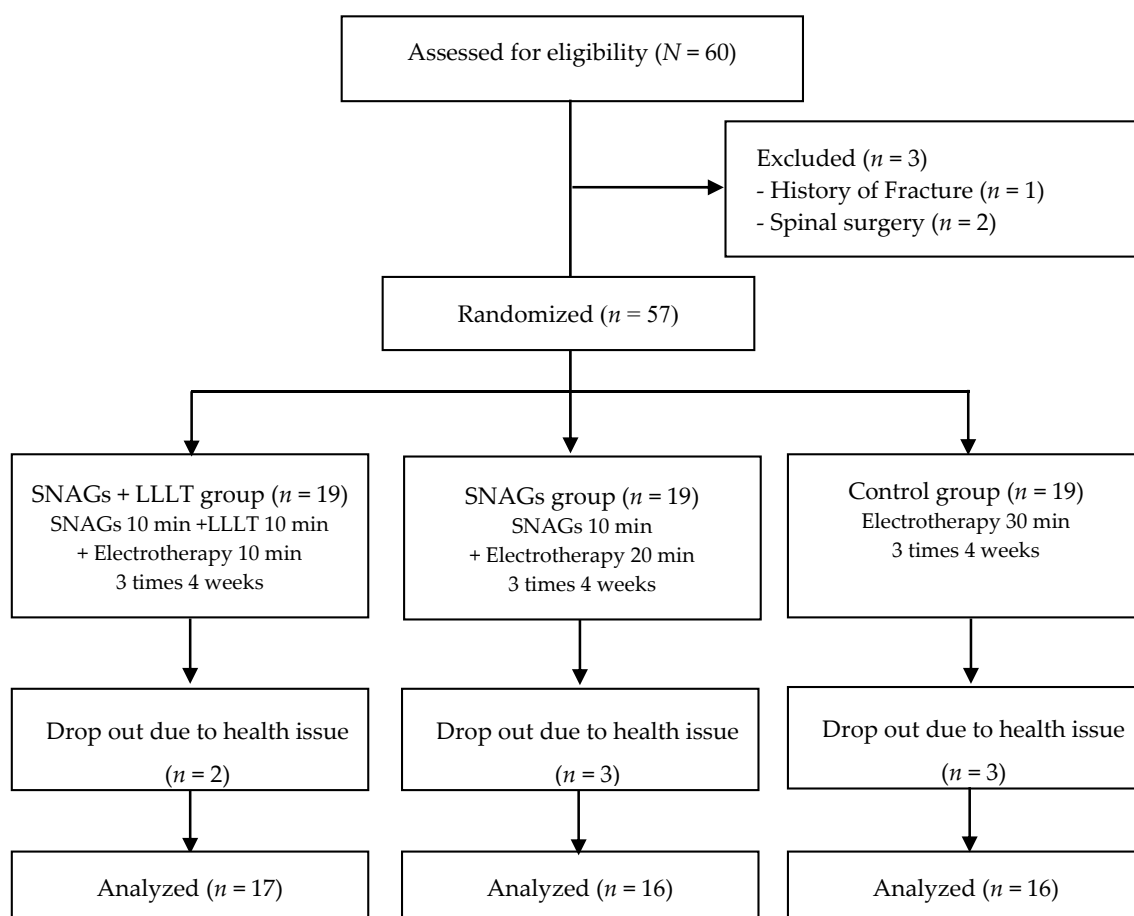 Assessed for eligibility (N = 60)
Excluded (n = 3)
- History of Fracture (n = 1)
- Spinal surgery (n = 2)
Randomized (n = 57)
SNAGs + LLLT group (n = 19)
SNAGs 10 min +LLLT 10 min
+ Electrotherapy 10 min
3 times 4 weeks
SNAGs group (n = 19)
SNAGs 10 min
+ Electrotherapy 20 min
3 times 4 weeks
Control group (n = 19)
Electrotherapy 30 min
3 times 4 weeks
Drop out due to health issue
(n = 2)
Drop out due to health issue
(n = 3)
Drop out due to health issue
(n = 3)
Analyzed (n = 17)
Analyzed (n = 16)
Analyzed (n = 16)